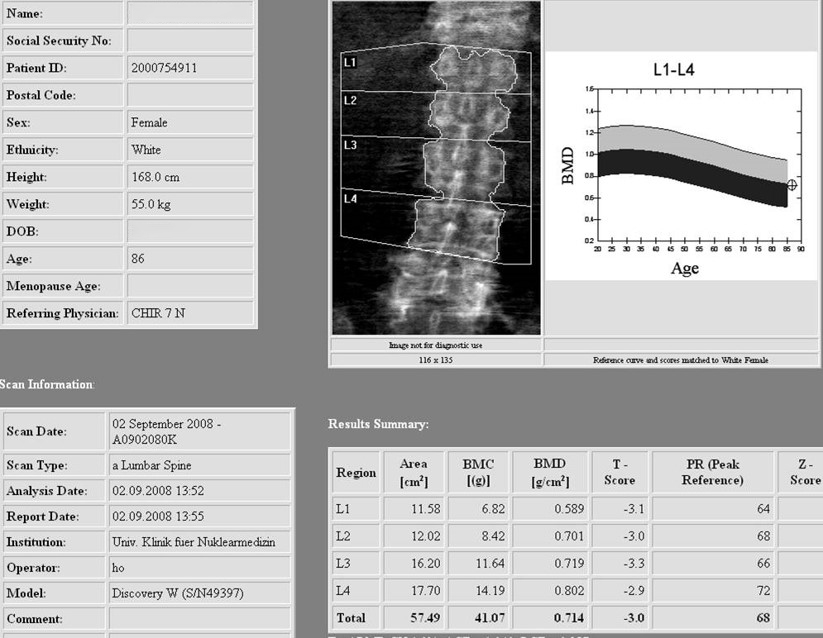 Name:
Social Security No:
Patient ID: 2000754911
Postal Code:
Sex: Female
Ethnicity: White
Height: 168.0 cm
Weight: 55.0 kg
DOB:
Age: 86
Menopause Age:
Referring Physician: CHIR 7 N
L1
L2
L3
L4
Image not for diagnostic use
116 x 135
L1-L4
BMD
1.6
1.4
1.2
1.0
0.8
0.6
0.4
0.2
20 25 30 35 40 45 50 55 60 65 70 75 80 85 90
Age
Reference curve and scores matched to White Female
Scan Information:
Scan Date: 02 September 2008 -
A0902080K
Scan Type: a Lumbar Spine
Analysis Date: 02.09.2008 13:52
Report Date: 02.09.2008 13:55
Institution: Univ. Klinik fuer Nuklearmedizin
Operator: ho
Model: Discovery W (S/N49397)
Comment:
Results Summary:
Region Area [cm²] BMC [(g)] BMD [g/cm²] T - Score PR (Peak Reference) Z - Score
L1 11.58 6.82 0.589 -3.1 64
L2 12.02 8.42 0.701 -3.0 68
L3 16.20 11.64 0.719 -3.3 66
L4 17.70 14.19 0.802 -2.9 72
Total 57.49 41.07 0.714 -3.0 68